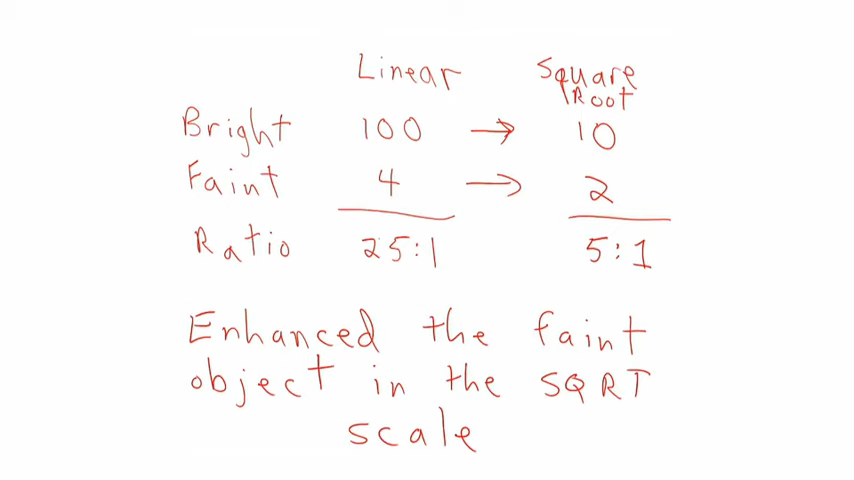 Linear Square Root
Bright 100 → 10
Faint 4 → 2
Ratio 25:1 5:1
Enhanced the faint
object in the SQRT
scale